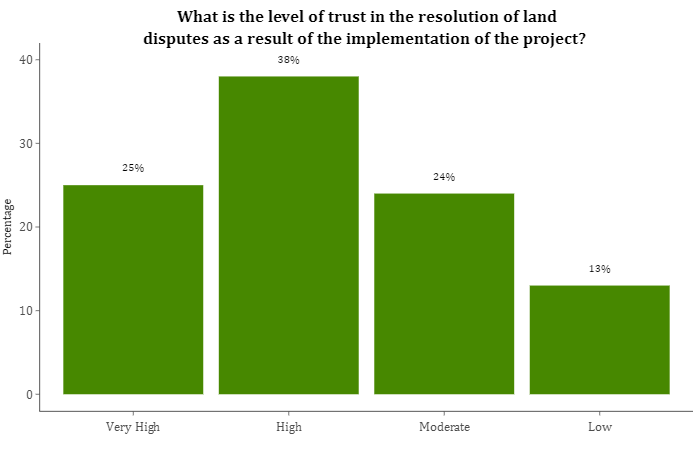 What is the level of trust in the resolution of land
disputes as a result of the implementation of the project?
40
38%
30
25%
24%
Percentage
20
13%
10
0
Very High
High
Moderate
Low